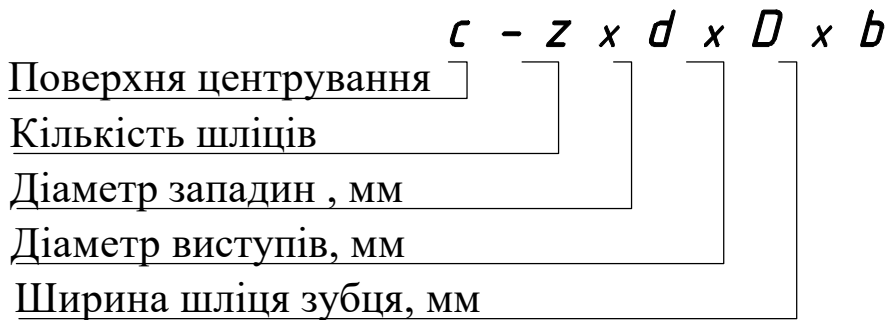 c - z x d x D x b
Поверхня центрування
Кількість шліців
Діаметр западин , мм
Діаметр виступів, мм
Ширина шліця зубця, мм